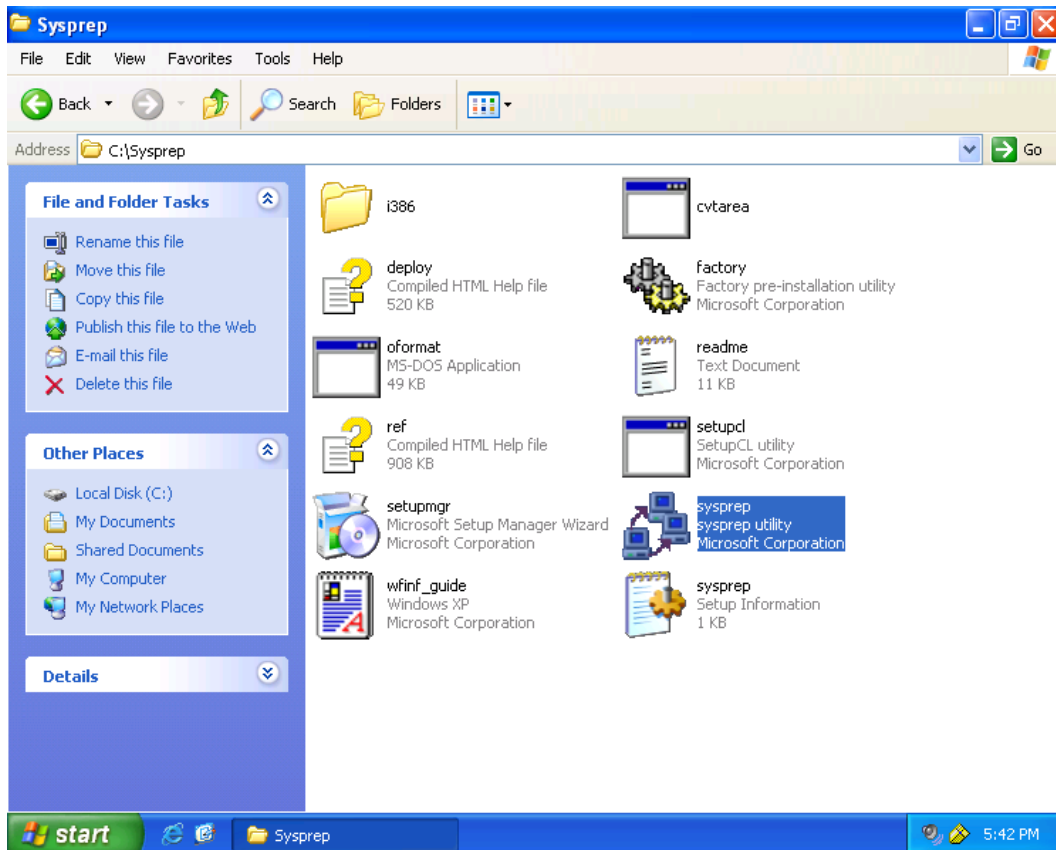 Sysprep
File Edit View Favorites Tools Help
Back Search Folders
Address C:\Sysprep Go
File and Folder Tasks
Rename this file
Move this file
Copy this file
Publish this file to the Web
E-mail this file
Delete this file
Other Places
Local Disk (C:)
My Documents
Shared Documents
My Computer
My Network Places
Details
i386
cvtarea
deploy
Compiled HTML Help file
520 KB
factory
Factory pre-installation utility
Microsoft Corporation
oformat
MS-DOS Application
49 KB
readme
Text Document
11 KB
ref
Compiled HTML Help file
908 KB
setupcl
SetupCL utility
Microsoft Corporation
setupmgr
Microsoft Setup Manager Wizard
Microsoft Corporation
sysprep
sysprep utility
Microsoft Corporation
wfinf_guide
Windows XP
Microsoft Corporation
sysprep
Setup Information
1 KB
start Sysprep 5:42 PM